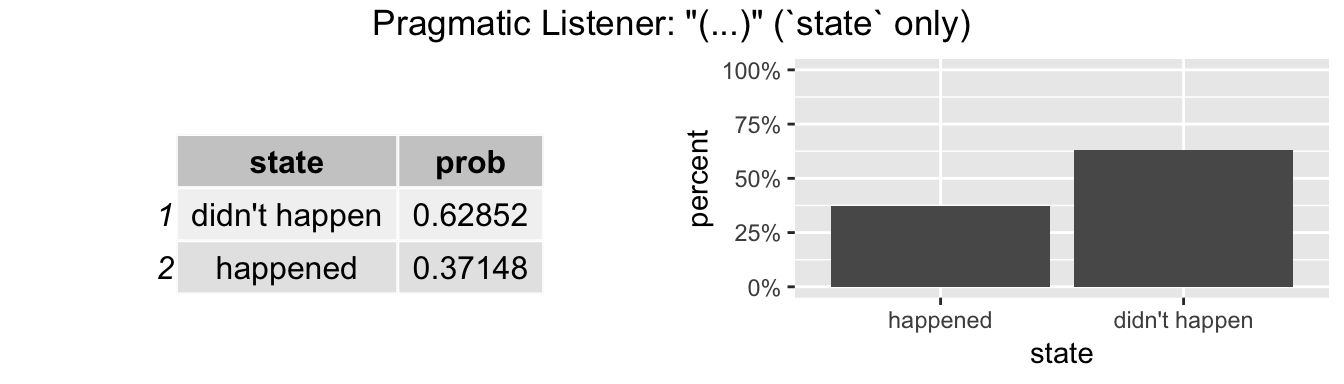 Pragmatic Listener: "(...)" (`state` only)
state prob
1 didn't happen 0.62852
2 happened 0.37148
percent
100%
75%
50%
25%
0%
happened didn't happen
state